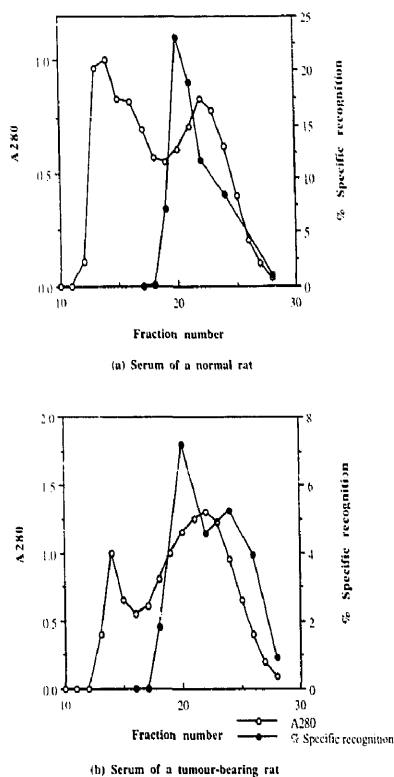 25
1.0
20
15
0.5
10
5
0.0
0
10
20
30
A280
% Specific recognition
Fraction number
(a) Serum of a normal rat
2.0
8
1.5
6
1.0
4
0.5
2
0.0
0
10
20
30
A280
% Specific recognition
Fraction number
A280
% Specific recognition
(b) Serum of a tumour-bearing rat